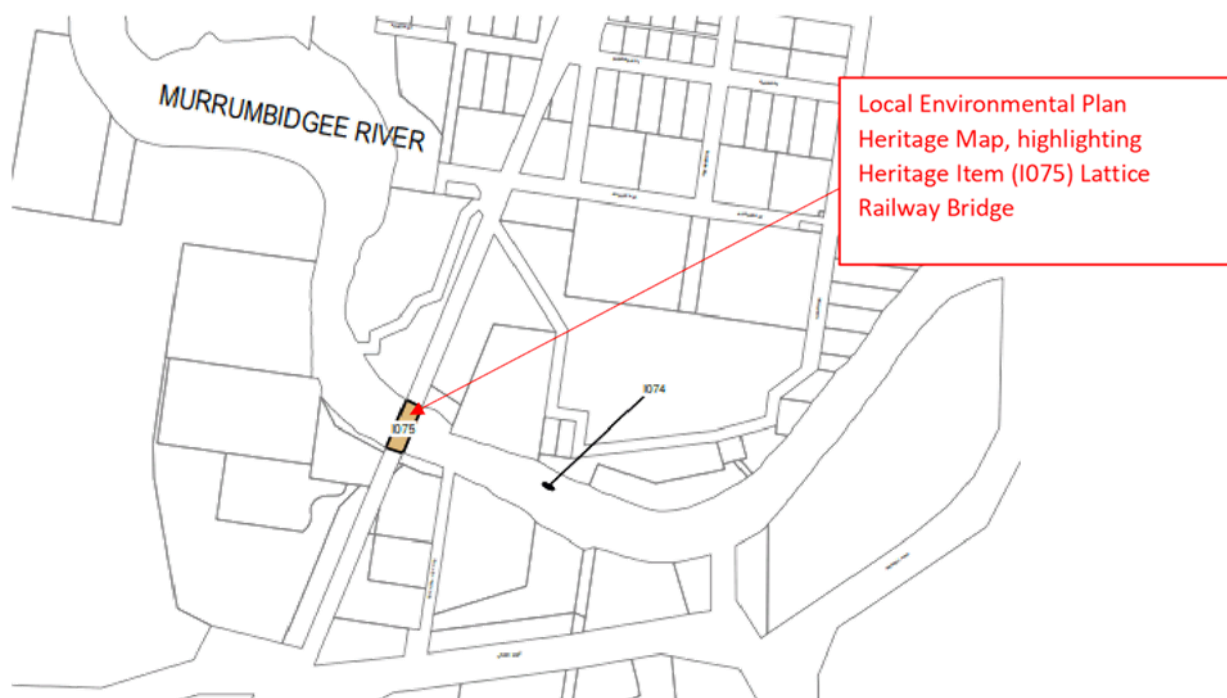 MURRUMBIDGEE RIVER
Local Environmental Plan
Heritage Map, highlighting
Heritage Item (I075) Lattice
Railway Bridge
I074
I075